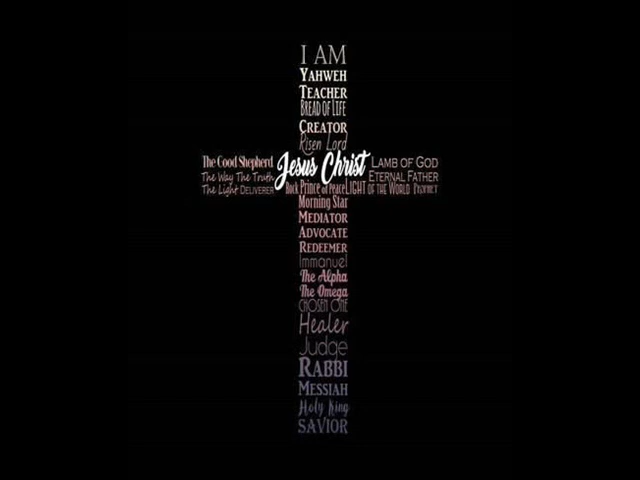 I AM
YAHWEH
TEACHER
BREAD OF LIFE
CREATOR
Risen Lord
The Good Shepherd Jesus Christ LAMB OF GOD
The Way The Truth ETERNAL FATHER
The Light DELIVERER Rock Prince of Peace LIGHT OF THE WORLD PROPHET
Morning Star
MEDIATOR
ADVOCATE
REDEEMER
Immanuel
The Alpha
The Omega
CHOSEN ONE
Healer
Judge
RABBI
MESSIAH
Holy King
SAVIOR